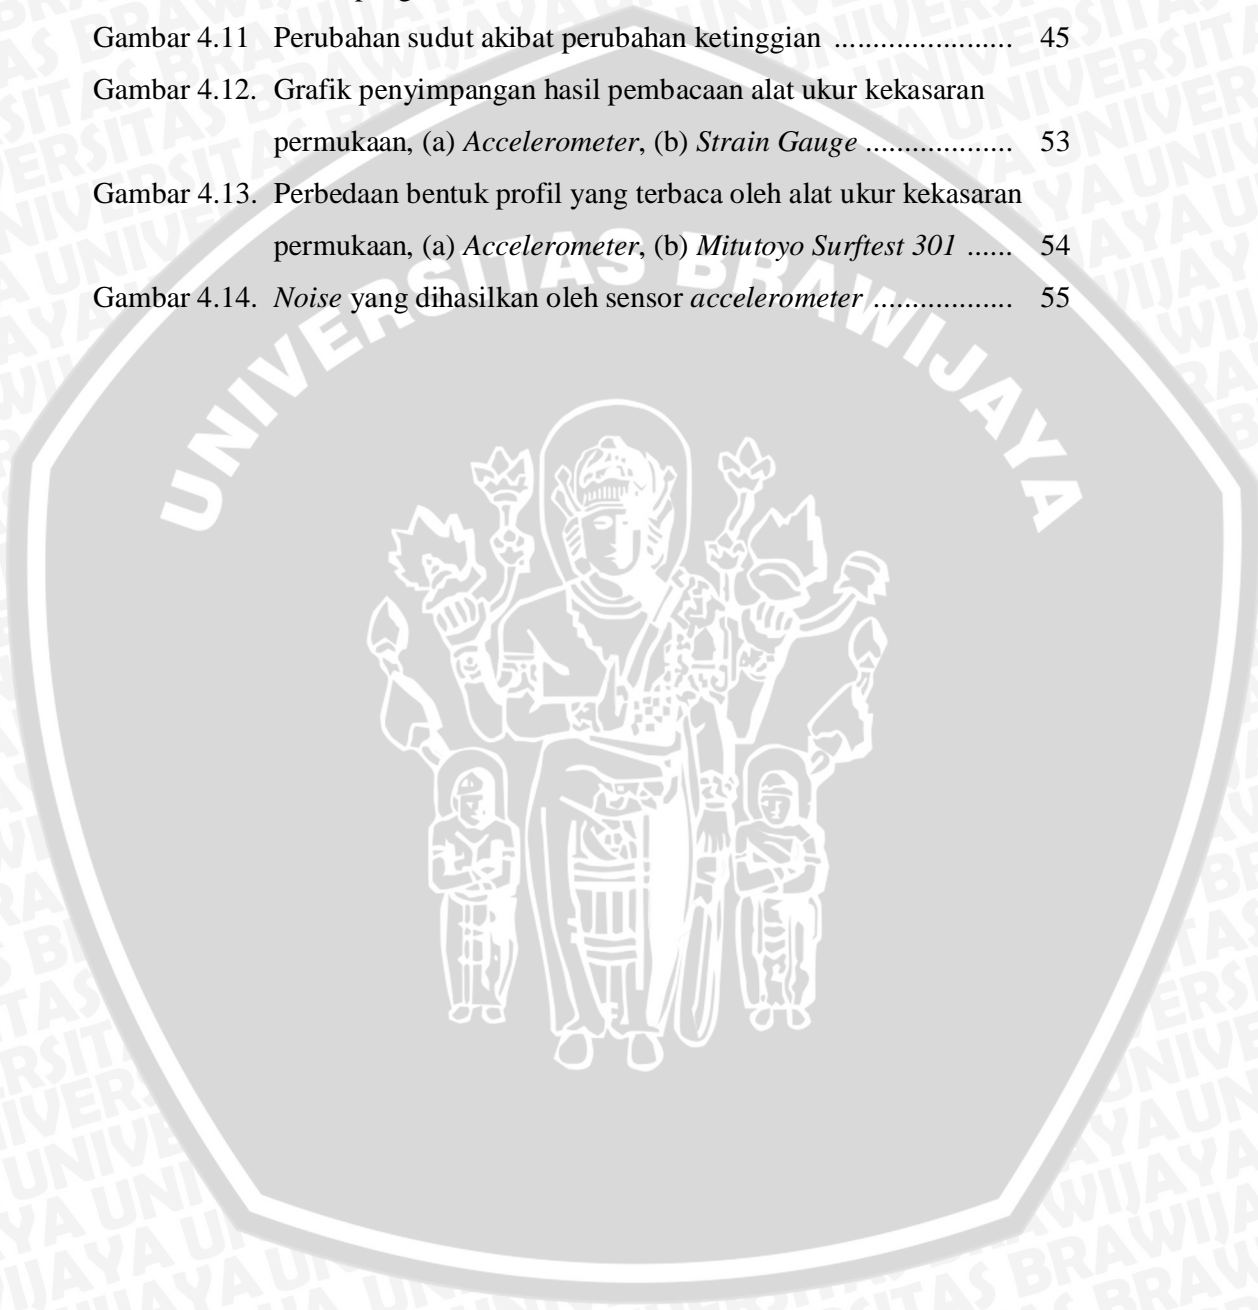 Gambar 4.11 Perubahan sudut akibat perubahan ketinggian ....................... 45
Gambar 4.12. Grafik penyimpangan hasil pembacaan alat ukur kekasaran
permukaan, (a) Accelerometer, (b) Strain Gauge ................... 53
Gambar 4.13. Perbedaan bentuk profil yang terbaca oleh alat ukur kekasaran
permukaan, (a) Accelerometer, (b) Mitutoyo Surftest 301 ...... 54
Gambar 4.14. Noise yang dihasilkan oleh sensor accelerometer .................. 55
UNIVERSITAS BRAWIJAYA